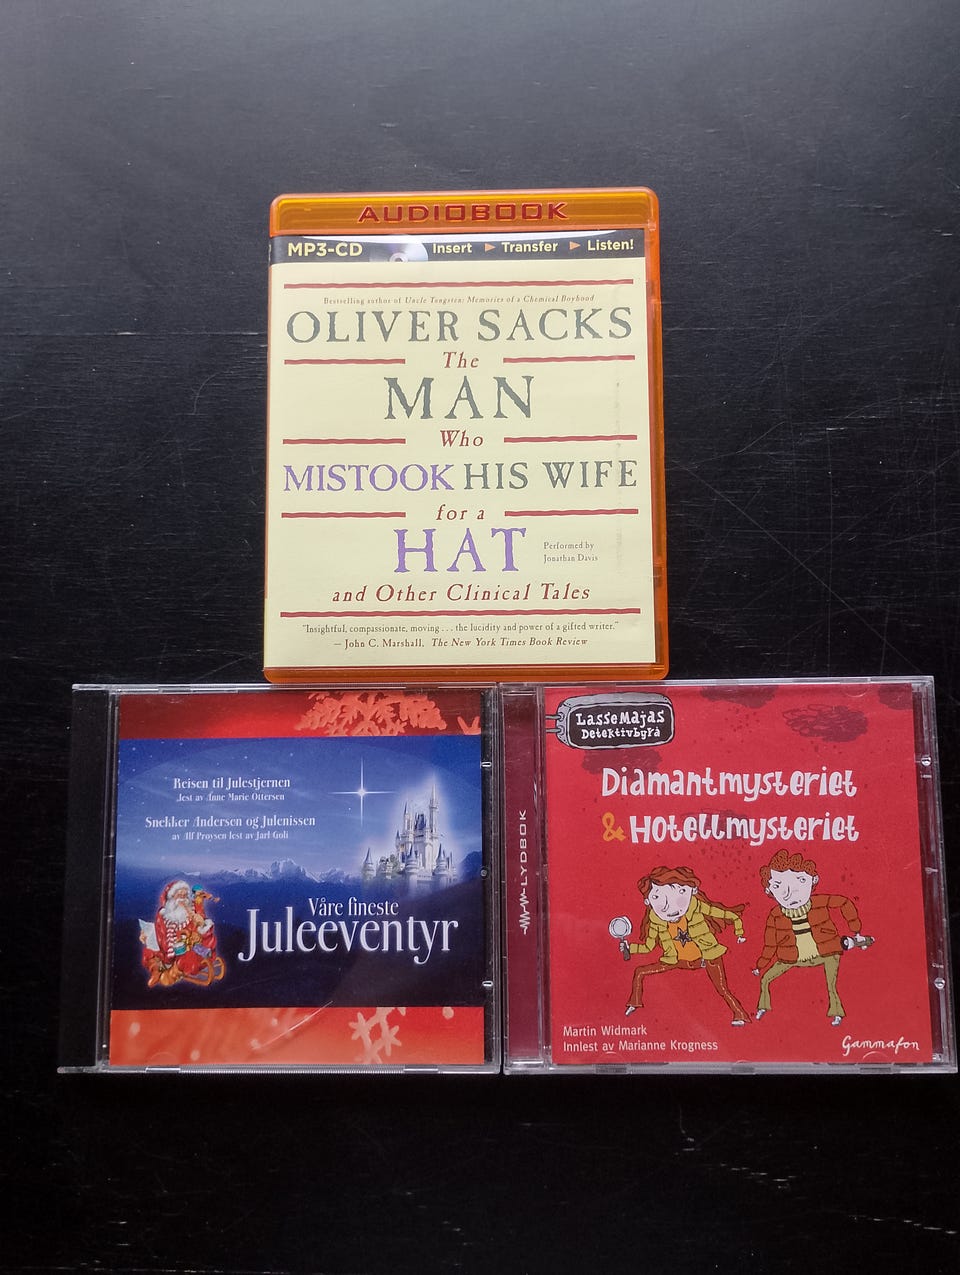 AUDIOBOOK
MP3-CD Insert Transfer Listen!
Bestselling author of Uncle Tungsten: Memories of a Chemical Boyhood
OLIVER SACKS
The
MAN
Who
MISTOOK HIS WIFE
for a
HAT
Performed by
Jonathan Davis
and Other Clinical Tales
"Insightful, compassionate, moving . . . the lucidity and power of a gifted writer."
— John C. Marshall, The New York Times Book Review
Reisen til Julestjernen
lest av Anne Marie Ottersen
Snekker Andersen og Julenissen
av Alf Prøysen lest av Jarl Goli
Våre fineste
Juleeventyr
LYDBOK
LasseMajas
Detektivbyrå
Diamantmysteriet
& Hotellmysteriet
Martin Widmark
Innlest av Marianne Krogness
Gammafon